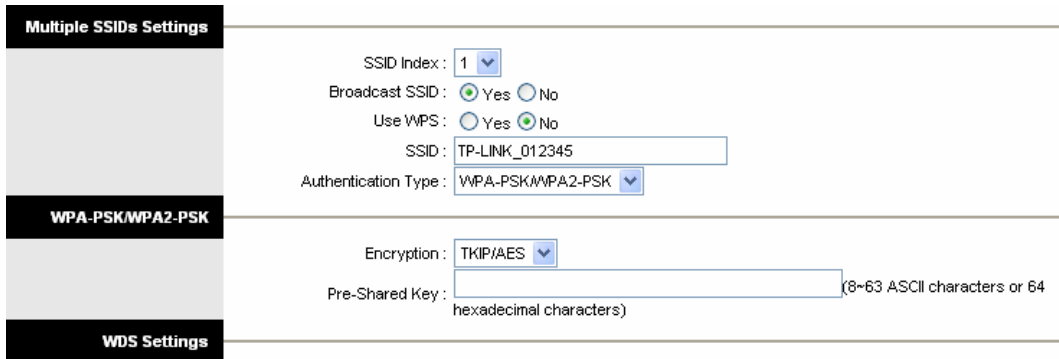 Multiple SSIDs Settings
SSID Index : 1
Broadcast SSID : Yes No
Use WPS : Yes No
SSID : TP-LINK_012345
Authentication Type : WPA-PSK/WPA2-PSK
WPA-PSK/WPA2-PSK
Encryption : TKIP/AES
Pre-Shared Key : (8~63 ASCII characters or 64
hexadecimal characters)
WDS Settings